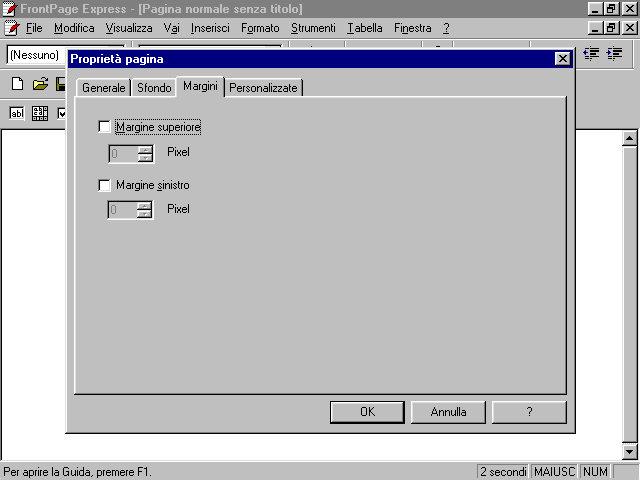 FrontPage Express - [Pagina normale senza titolo]
File Modifica Visualizza Vai Inserisci Formato Strumenti Tabella Finestra ?
(Nessuno)
Proprietà pagina
Generale Sfondo Margini Personalizzate
abl
Margine superiore
0 Pixel
Margine sinistro
0 Pixel
OK Annulla ?
Per aprire la Guida, premere F1. 2 secondi MAIUSC NUM